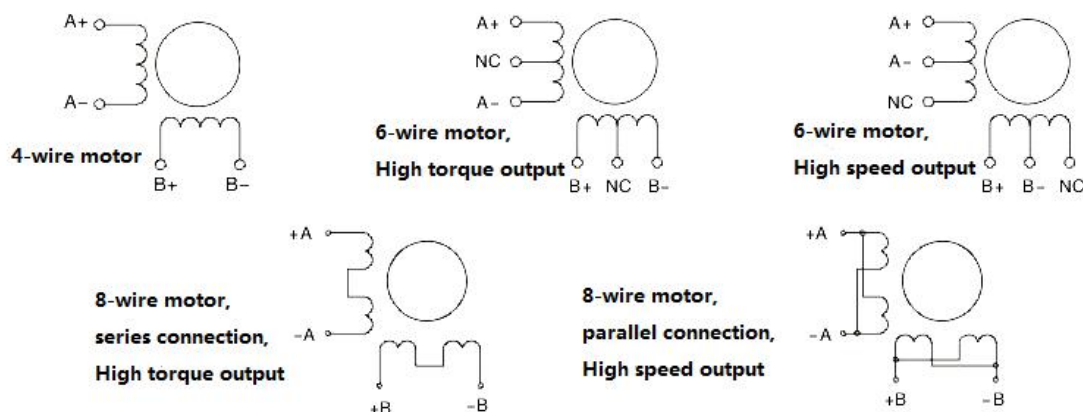 A+
A-
4-wire motor
B+ B-
A+
NC
A-
6-wire motor,
High torque output
B+ NC B-
A+
A-
NC
6-wire motor,
High speed output
B+ B- NC
+A
-A
8-wire motor,
series connection,
High torque output
+B -B
+A
-A
8-wire motor,
parallel connection,
High speed output
+B -B